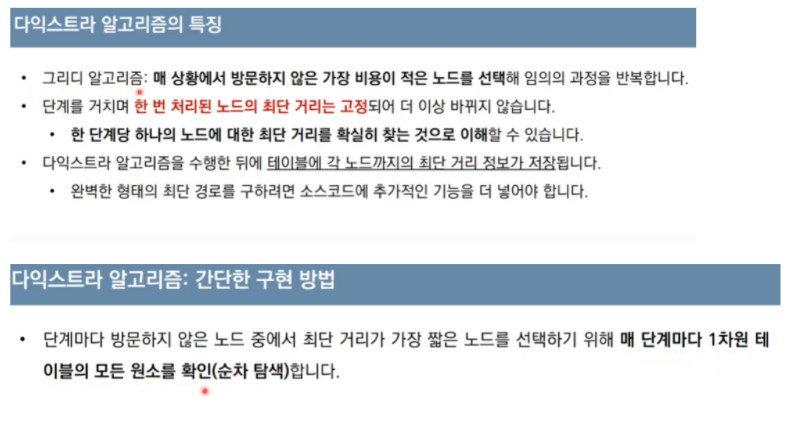 다익스트라 알고리즘의 특징
• 그리디 알고리즘: 매 상황에서 방문하지 않은 가장 비용이 적은 노드를 선택해 임의의 과정을 반복합니다.
• 단계를 거치며 한 번 처리된 노드의 최단 거리는 고정되어 더 이상 바뀌지 않습니다.
• 한 단계당 하나의 노드에 대한 최단 거리를 확실히 찾는 것으로 이해할 수 있습니다.
• 다익스트라 알고리즘을 수행한 뒤에 테이블에 각 노드까지의 최단 거리 정보가 저장됩니다.
• 완벽한 형태의 최단 경로를 구하려면 소스코드에 추가적인 기능을 더 넣어야 합니다.
다익스트라 알고리즘: 간단한 구현 방법
• 단계마다 방문하지 않은 노드 중에서 최단 거리가 가장 짧은 노드를 선택하기 위해 매 단계마다 1차원 테
이블의 모든 원소를 확인(순차 탐색)합니다.